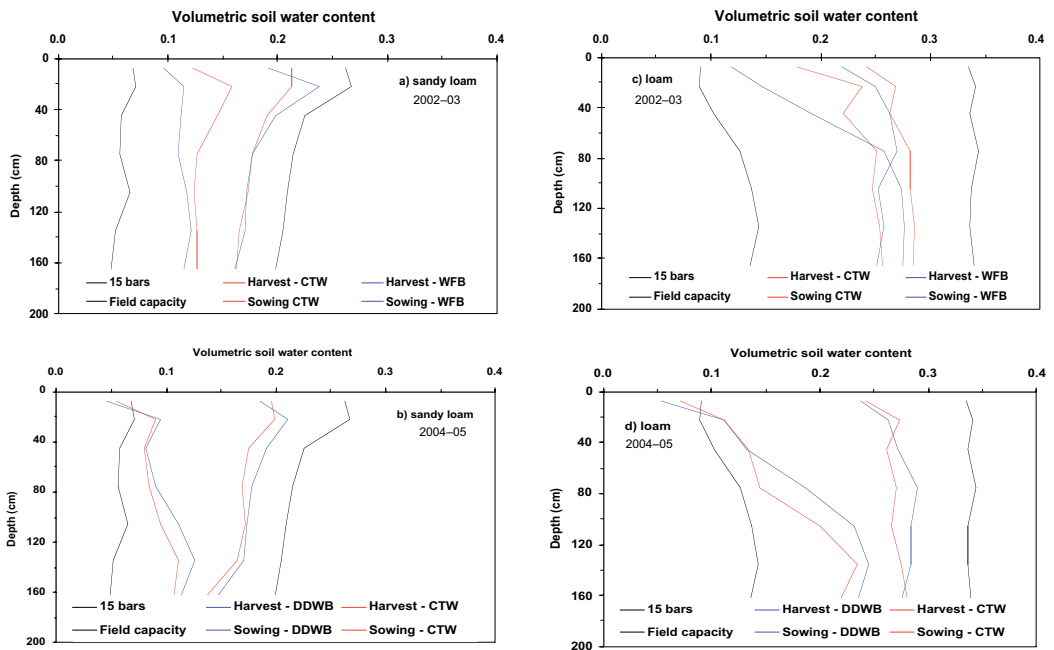 Volumetric soil water content
0.0 0.1 0.2 0.3 0.4
0
40
80
120
160
200
Depth (cm)
a) sandy loam
2002–03
15 bars Harvest - CTW Harvest - WFB
Field capacity Sowing CTW Sowing - WFB
Volumetric soil water content
0.0 0.1 0.2 0.3 0.4
0
40
80
120
160
200
Depth (cm)
c) loam
2002–03
15 bars Harvest - CTW Harvest - WFB
Field capacity Sowing CTW Sowing - WFB
Volumetric soil water content
0.0 0.1 0.2 0.3 0.4
0
40
80
120
160
200
Depth (cm)
b) sandy loam
2004–05
15 bars Harvest - DDWB Harvest - CTW
Field capacity Sowing - DDWB Sowing - CTW
Volumetric soil water content
0.0 0.1 0.2 0.3 0.4
0
40
80
120
160
200
Depth (cm)
d) loam
2004–05
15 bars Harvest - DDWB Harvest - CTW
Field capacity Sowing - DDWB Sowing - CTW